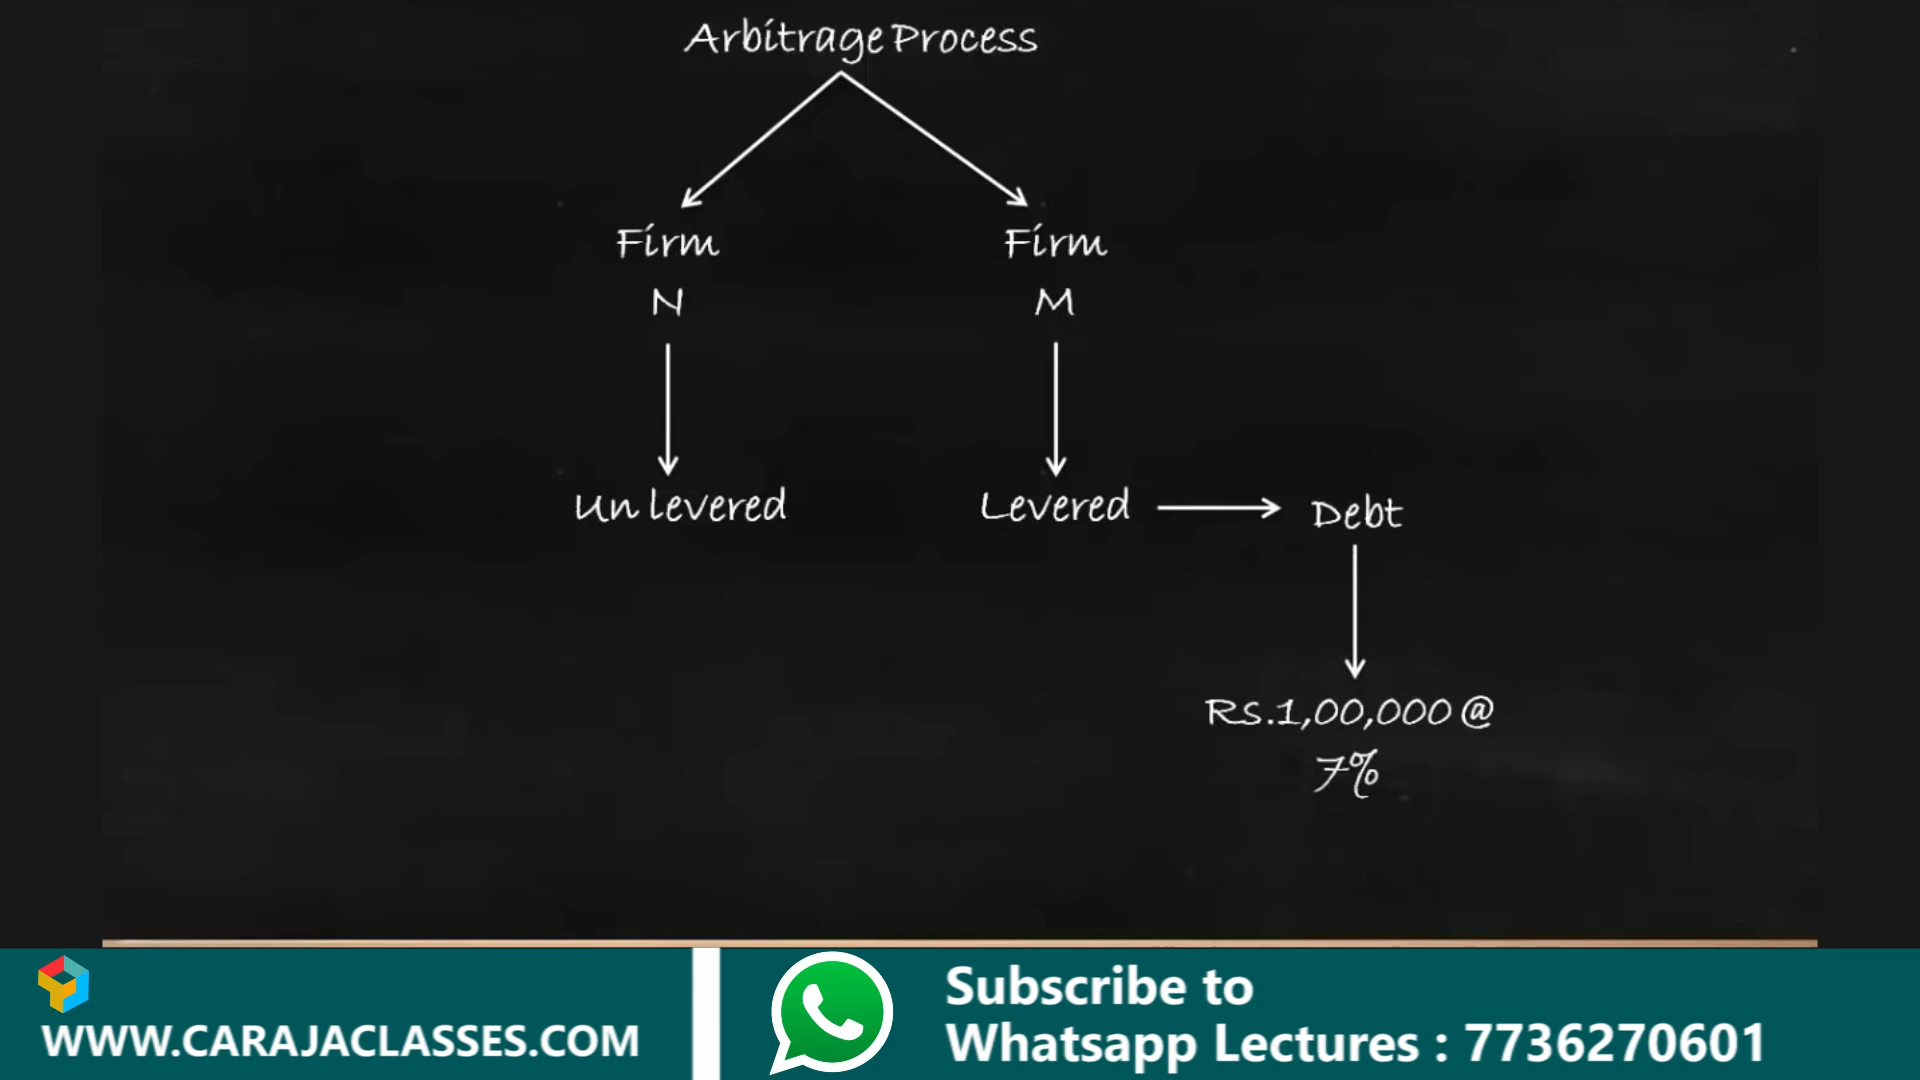 Arbitrage Process
Firm Firm
N M
Un levered Levered Debt
Rs.1,00,000 @
7%
WWW.CARAJACLASSES.COM
Subscribe to
Whatsapp Lectures : 7736270601